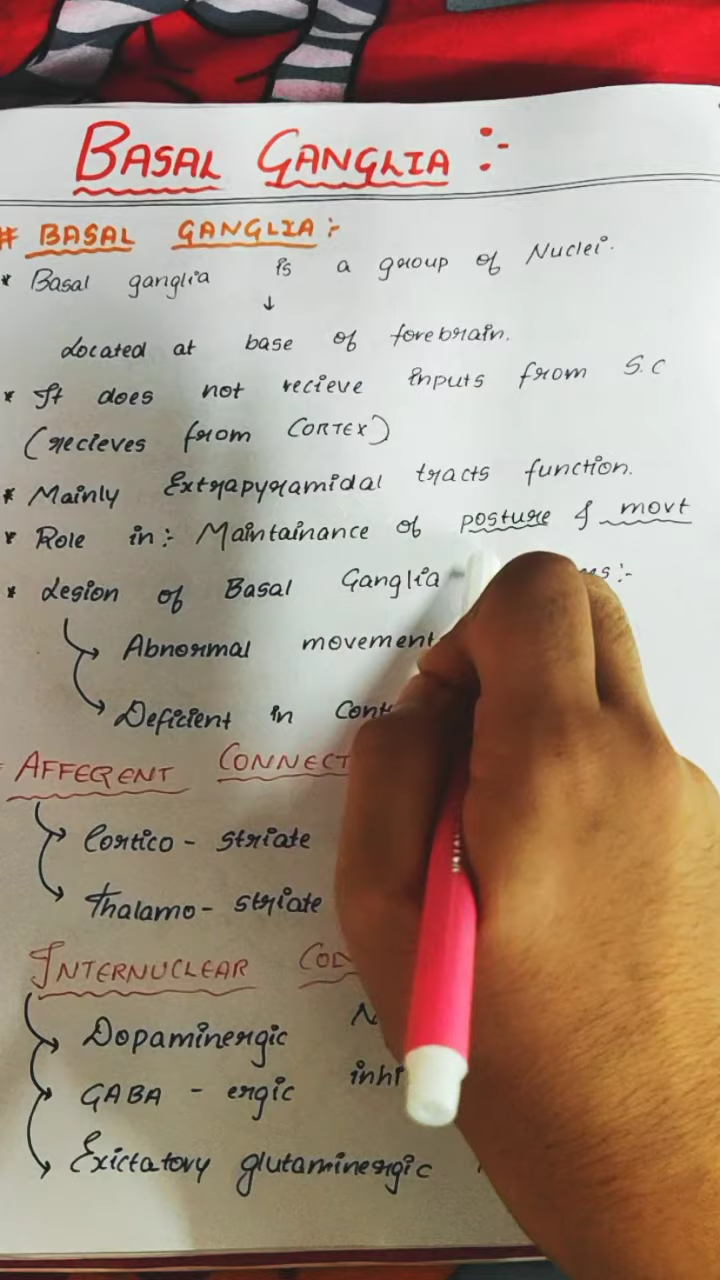 BASAL GANGLIA :-
# BASAL GANGLIA :-
* Basal ganglia is a group of Nuclei.
↓
Located at base of forebrain.
* It does not recieve inputs from S.C
(recieves from CORTEX)
* Mainly Extrapyramidal tracts function.
* Role in :- Maintainance of posture & movt
* Lesion of Basal Ganglia
Abnormal movement
Deficient in
AFFERENT
Cortico - striate
Thalamo - striate
INTERNUCLEAR
Dopaminergic
GABA - ergic
Exictatory glutaminergic